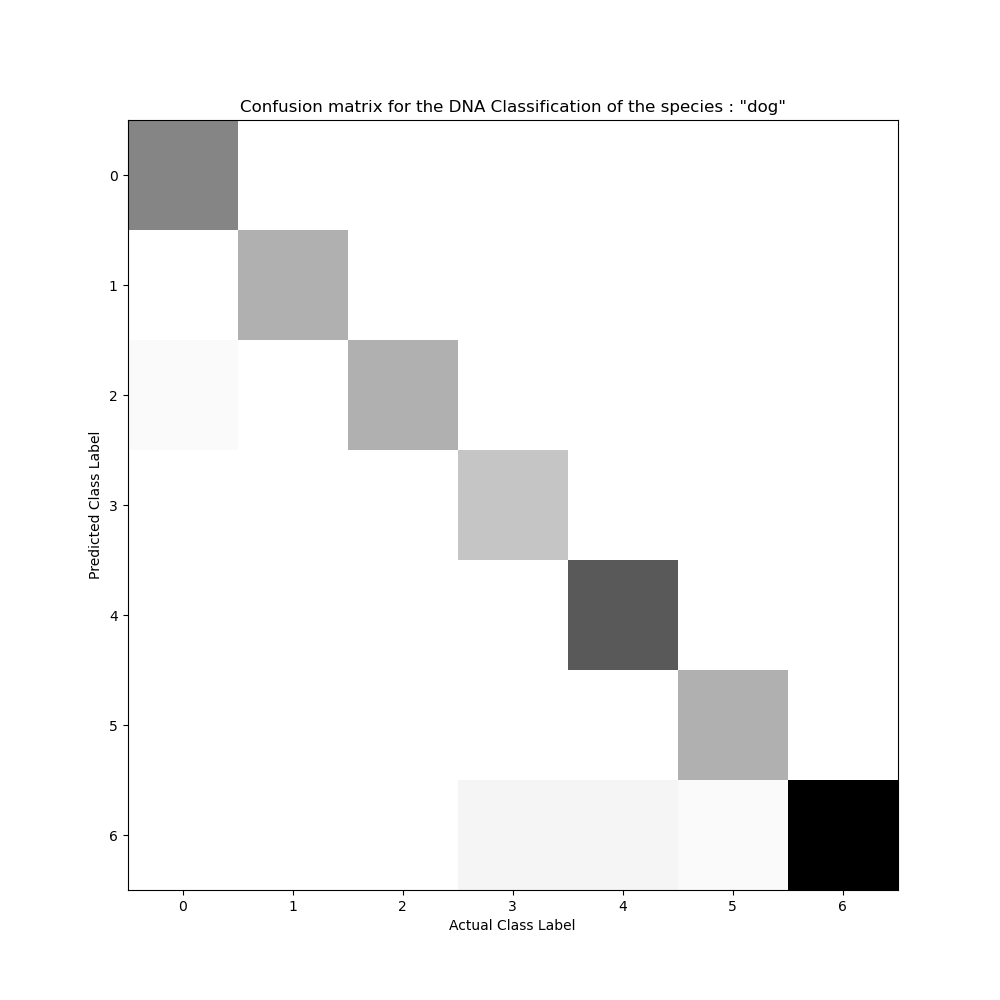 Confusion matrix for the DNA Classification of the species : "dog"
0
1
2
3
4
5
6
Predicted Class Label
0 1 2 3 4 5 6
Actual Class Label